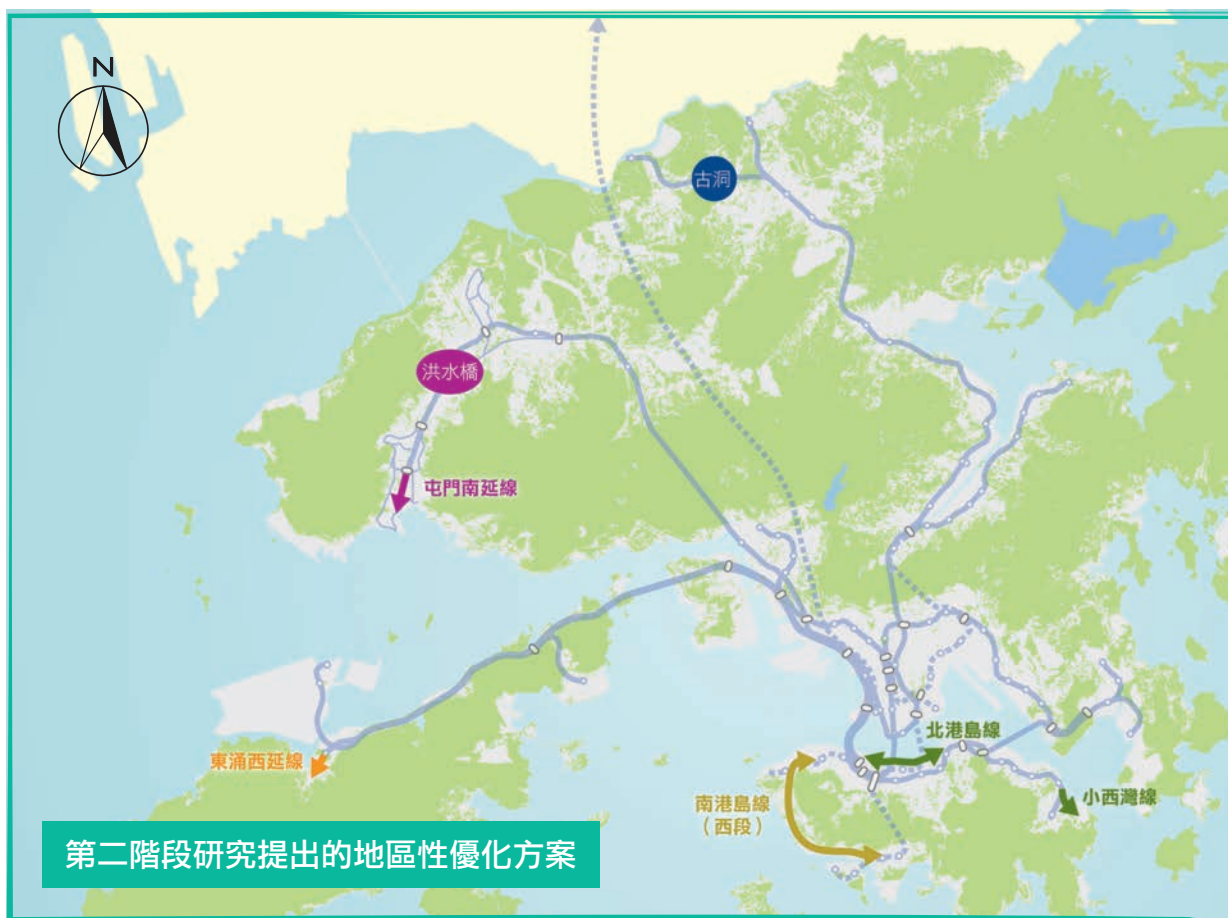 N
古洞
洪水橋
屯門南延線
北港島線
東涌西延線
小西灣線
南港島線
（西段）
第二階段研究提出的地區性優化方案